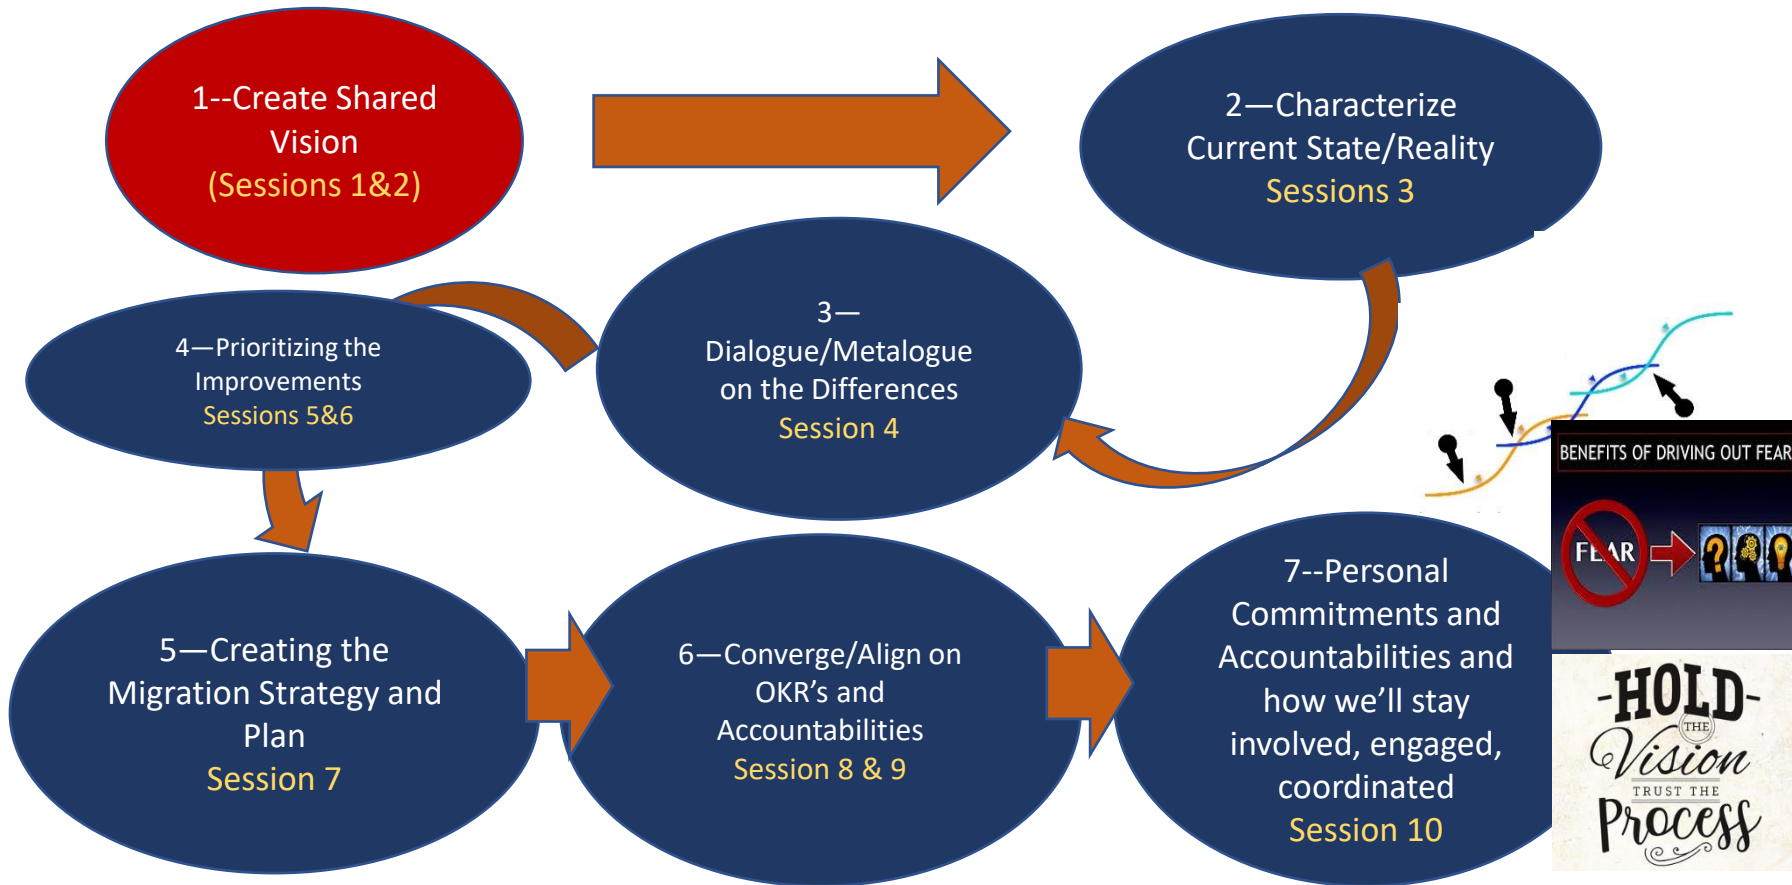 1--Create Shared
Vision
(Sessions 1&2)
2—Characterize
Current State/Reality
Sessions 3
3—
Dialogue/Metalogue
on the Differences
Session 4
4—Prioritizing the
Improvements
Sessions 5&6
5—Creating the
Migration Strategy and
Plan
Session 7
6—Converge/Align on
OKR's and
Accountabilities
Session 8 & 9
7--Personal
Commitments and
Accountabilities and
how we’ll stay
involved, engaged,
coordinated
Session 10
BENEFITS OF DRIVING OUT FEAR
FEAR
-HOLD-
THE
Vision
TRUST THE
Process